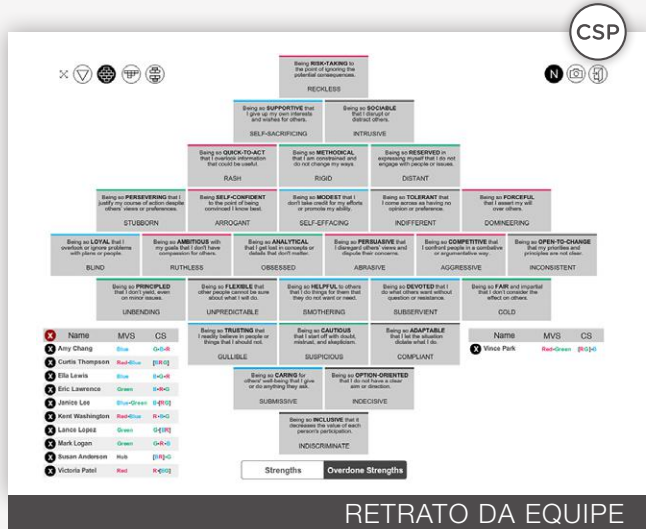 CSP
N
Being so RISK-TAKING to
the point of ignoring the
potential consequences.
RECKLESS
Being so SUPPORTIVE that
I give up my own interests
and wishes for others.
SELF-SACRIFICING
Being so SOCIABLE
that I disrupt or
distract others.
INTRUSIVE
Being so QUICK-TO-ACT
that I overlook information
that could be useful.
RASH
Being so METHODICAL
that I am constrained and
do not change my ways.
RIGID
Being so RESERVED in
expressing myself that I do not
engage with people or issues.
DISTANT
Being so PERSEVERING that I
justify my course of action despite
others' views or preferences.
STUBBORN
Being so SELF-CONFIDENT
to the point of being
convinced I know best.
ARROGANT
Being so MODEST that I
don't take credit for my efforts
or promote my ability.
SELF-EFFACING
Being so TOLERANT that
I come across as having no
opinion or preference.
INDIFFERENT
Being so FORCEFUL
that I assert my will
over others.
DOMINEERING
Being so LOYAL that I
overlook or ignore problems
with plans or people.
BLIND
Being so AMBITIOUS with
my goals that I don't have
compassion for others.
RUTHLESS
Being so ANALYTICAL
that I get lost in concepts or
details that don't matter.
OBSESSED
Being so PERSUASIVE that
I disregard others' views and
dispute their concerns.
ABRASIVE
Being so COMPETITIVE that
I confront people in a combative
or argumentative way.
AGGRESSIVE
Being so OPEN-TO-CHANGE
that my priorities and
principles are not clear.
INCONSISTENT
Being so PRINCIPLED
that I don't yield, even
on minor issues.
UNBENDING
Being so FLEXIBLE that
other people cannot be sure
about what I will do.
UNPREDICTABLE
Being so HELPFUL to others
that I do things for them that
they do not want or need.
SMOTHERING
Being so DEVOTED that I
do what others want without
question or resistance.
SUBSERVIENT
Being so FAIR and impartial
that I don't consider the
effect on others.
COLD
Being so TRUSTING that
I readily believe in people or
things that I should not.
GULLIBLE
Being so CAUTIOUS
that I start off with doubt,
mistrust, and skepticism.
SUSPICIOUS
Being so ADAPTABLE
that I let the situation
dictate what I do.
COMPLIANT
Being so CARING for
others' well-being that I give
or do anything they ask.
SUBMISSIVE
Being so OPTION-ORIENTED
that I do not have a clear
aim or direction.
INDECISIVE
Being so INCLUSIVE that it
decreases the value of each
person's participation.
INDISCRIMINATE
X Name MVS CS
X Amy Chang Blue G-B-R
X Curtis Thompson Red-Blue [BRG]
X Ella Lewis Blue B-G-R
X Eric Lawrence Green B-R-G
X Janice Lee Blue-Green B-[RG]
X Kent Washington Red-Blue R-B-G
X Lance Lopez Green G-[BR]
X Mark Logan Green G-R-B
X Susan Anderson Hub [BR]-G
X Victoria Patel Red R-[BG]
Name MVS CS
X Vince Park Red-Green [RG]-B
Strengths
Overdone Strengths
RETRATO DA EQUIPE